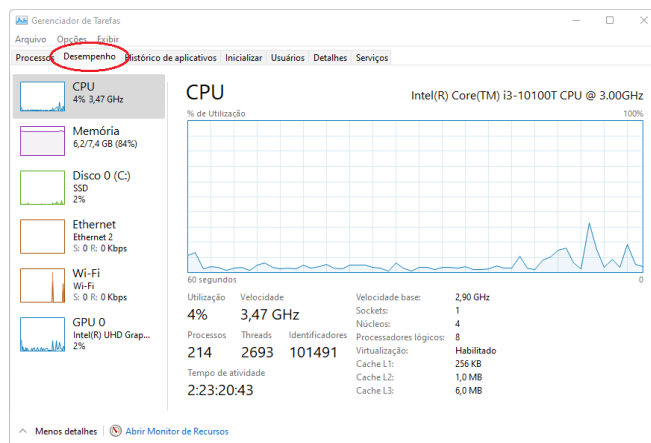 Gerenciador de Tarefas
Arquivo Opções Exibir
Processos Desempenho Histórico de aplicativos Inicializar Usuários Detalhes Serviços
CPU
4% 3,47 GHz
Memória
6,2/7,4 GB (84%)
Disco 0 (C:)
SSD
2%
Ethernet
Ethernet 2
S: 0 R: 0 Kbps
Wi-Fi
Wi-Fi
S: 0 R: 0 Kbps
GPU 0
Intel(R) UHD Grap...
2%
CPU Intel(R) Core(TM) i3-10100T CPU @ 3.00GHz
% de Utilização 100%
60 segundos 0
Utilização Velocidade
4% 3,47 GHz
Processos Threads Identificadores
214 2693 101491
Tempo de atividade
2:23:20:43
Velocidade base: 2,90 GHz
Sockets: 1
Núcleos: 4
Processadores lógicos: 8
Virtualização: Habilitado
Cache L1: 256 KB
Cache L2: 1,0 MB
Cache L3: 6,0 MB
Menos detalhes Abrir Monitor de Recursos